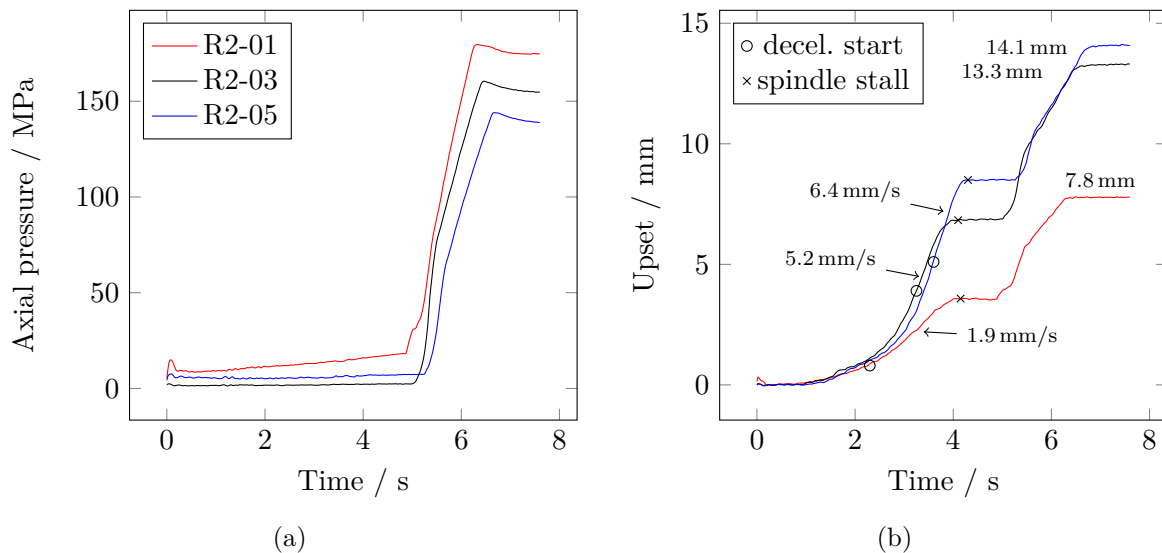 R2-01
R2-03
R2-05
150
100
50
0
0
2
4
6
8
Axial pressure / MPa
Time / s
(a)
decel. start
spindle stall
14.1 mm
13.3 mm
7.8 mm
6.4 mm/s
5.2 mm/s
1.9 mm/s
15
10
5
0
0
2
4
6
8
Upset / mm
Time / s
(b)